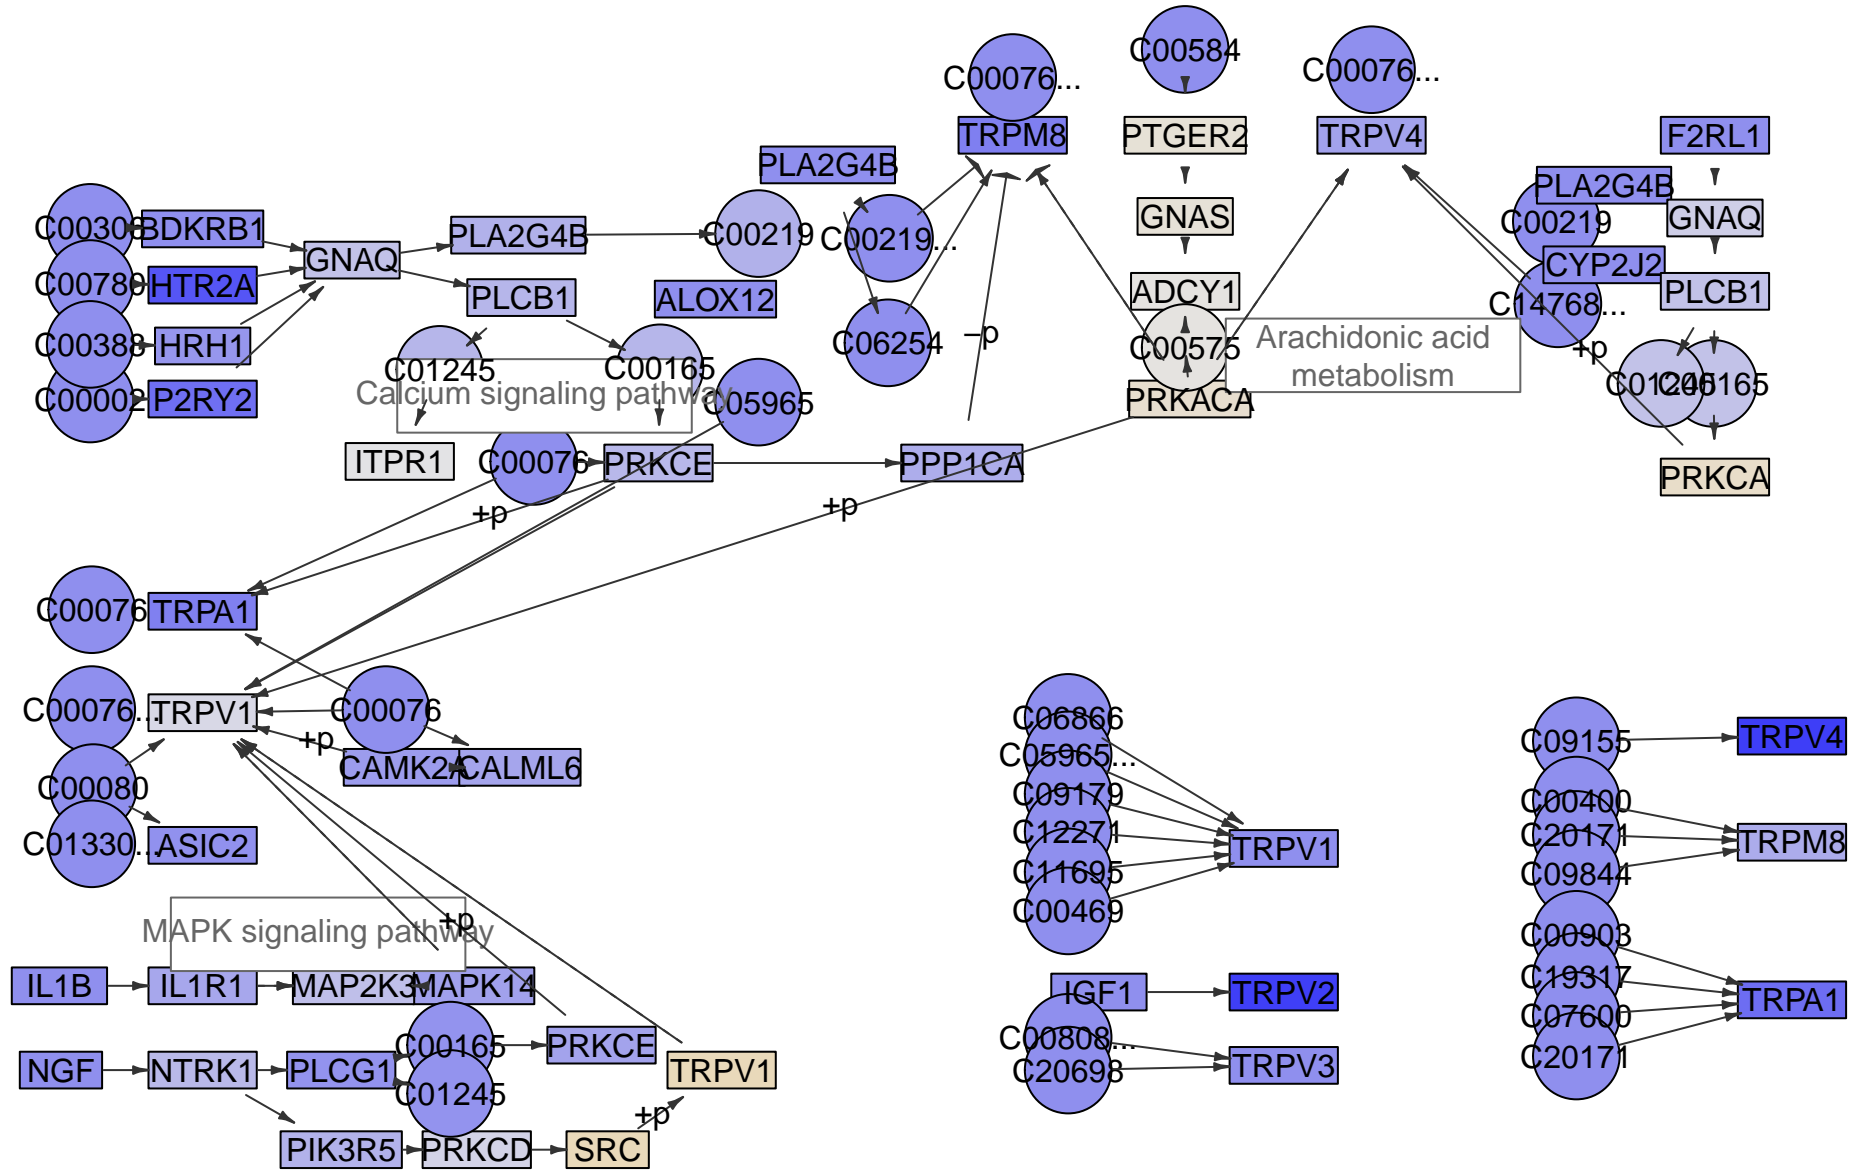 C00584
C00076...
C00076...
TRPM8
PTGER2
TRPV4
F2RL1
PLA2G4B
PLA2G4B
C00308
BDKRB1
PLA2G4B
C00219
C00219...
GNAS
C00219
GNAQ
GNAQ
CYP2J2
C00780
HTR2A
PLCB1
ALOX12
ADCY1
C14768...
PLCB1
C00388
HRH1
C06254
–p
C00575
Arachidonic acid
metabolism
+p
C01245
C00165
Calcium signaling pathway
C05965
C00002
P2RY2
PRKACA
C01245
C00165
ITPR1
C00076
PRKCE
PPP1CA
PRKCA
+p
+p
C00076
TRPA1
C00076...
TRPV1
C00076
+p
CAMK2A
CALML6
C00080
C01330...
ASIC2
C06866
C05965...
C09179
C12271
C11695
C00469
TRPV1
C09155
TRPV4
C00400
C20171
C09844
TRPM8
MAPK signaling pathway
+p
IL1B
IL1R1
MAP2K3
MAPK14
IGF1
TRPV2
C00903
C19317
C07600
C20171
TRPA1
NGF
NTRK1
PLCG1
C00165
C01245
PRKCE
TRPV1
C00808...
C20698
TRPV3
+p
PIK3R5
PRKCD
SRC